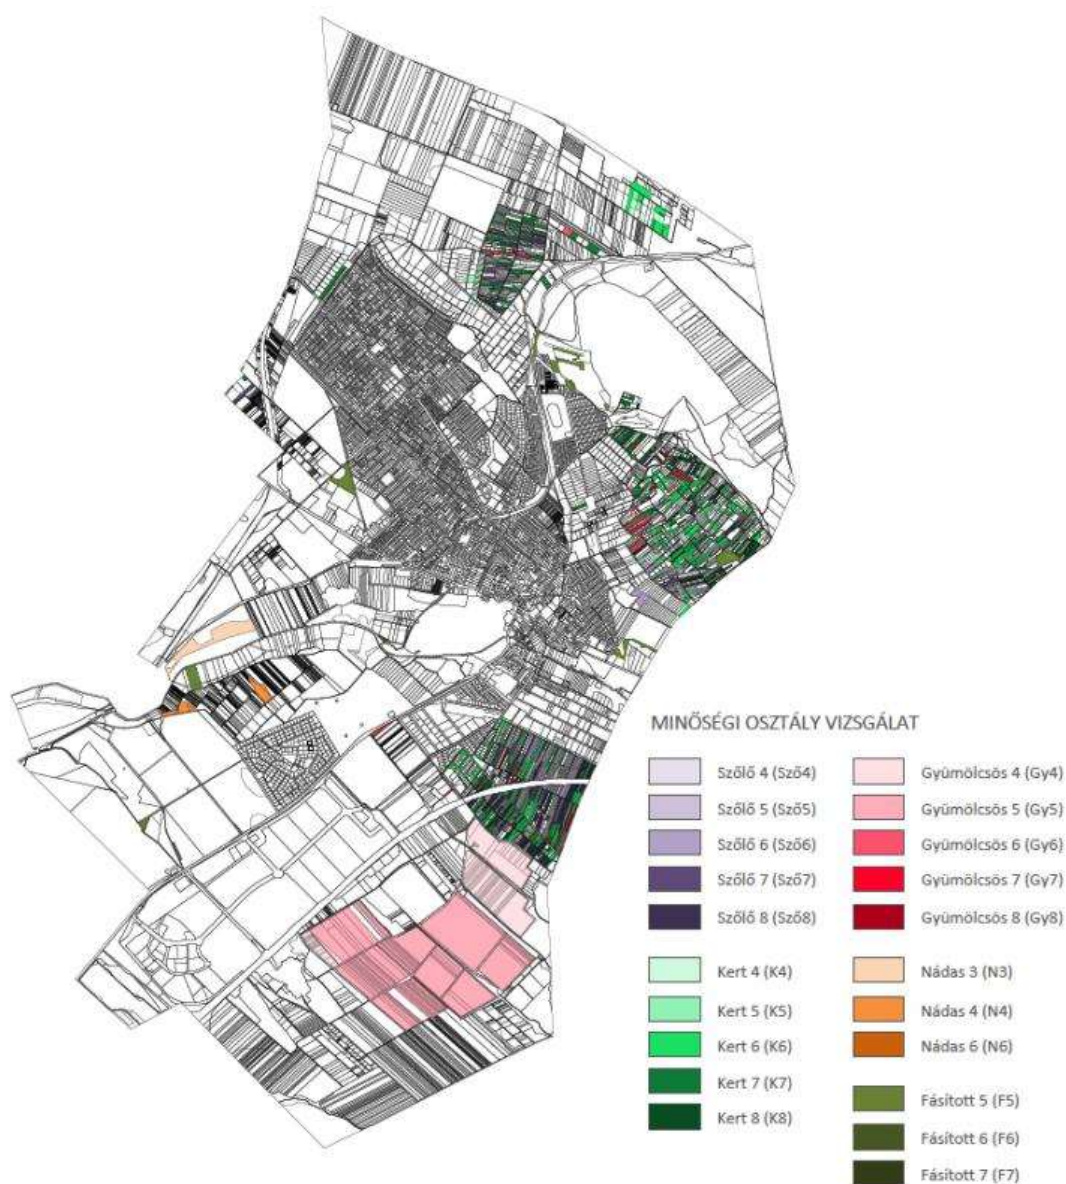 MINŐSÉGI OSZTÁLY VIZSGÁLAT
Szőlő 4 (Sző4)
Szőlő 5 (Sző5)
Szőlő 6 (Sző6)
Szőlő 7 (Sző7)
Szőlő 8 (Sző8)
Kert 4 (K4)
Kert 5 (K5)
Kert 6 (K6)
Kert 7 (K7)
Kert 8 (K8)
Gyümölcsös 4 (Gy4)
Gyümölcsös 5 (Gy5)
Gyümölcsös 6 (Gy6)
Gyümölcsös 7 (Gy7)
Gyümölcsös 8 (Gy8)
Nádas 3 (N3)
Nádas 4 (N4)
Nádas 6 (N6)
Fásított 5 (F5)
Fásított 6 (F6)
Fásított 7 (F7)